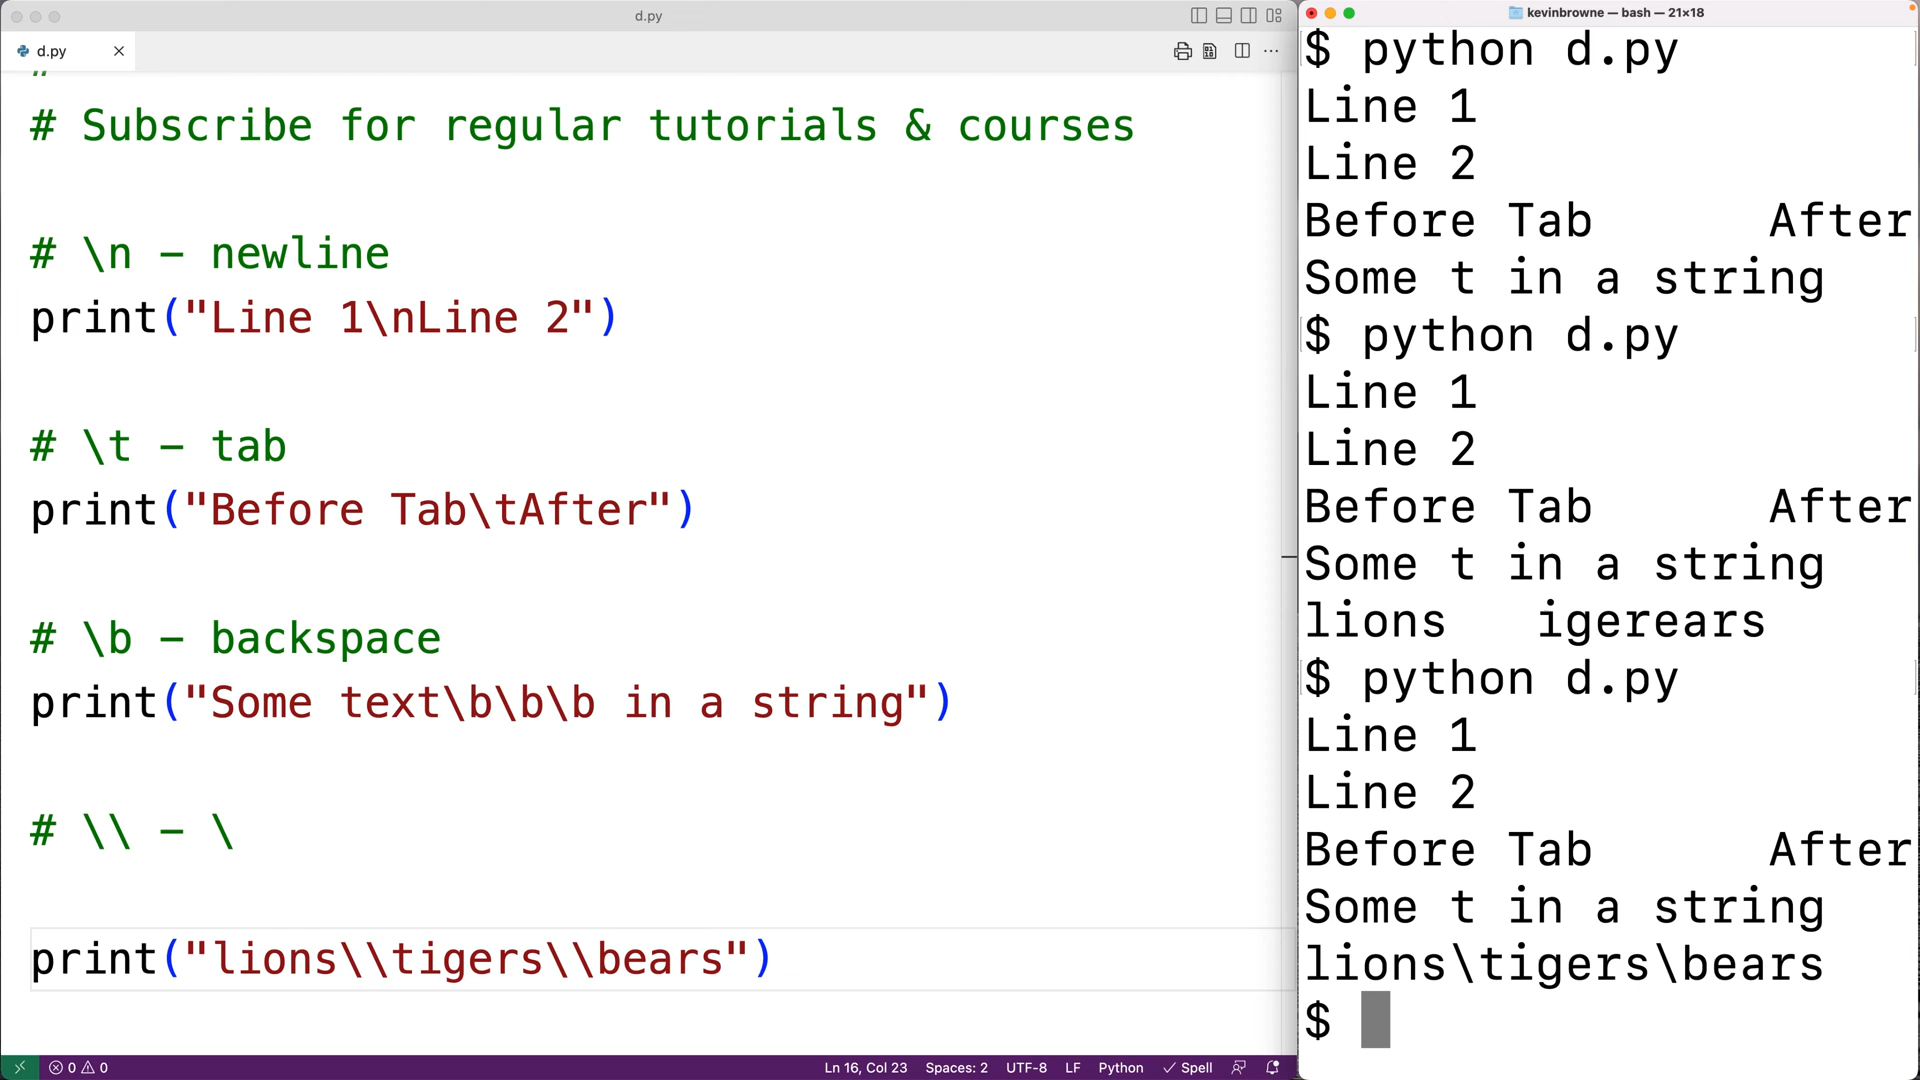 d.py
d.py
#
# Subscribe for regular tutorials & courses
# \n – newline
print("Line 1\nLine 2")
# \t – tab
print("Before Tab\tAfter")
# \b – backspace
print("Some text\b\b\b in a string")
# \\ – \
print("lions\\tigers\\bears")
0 0 Ln 16, Col 23 Spaces: 2 UTF-8 LF Python Spell
kevinbrowne — bash — 21×18
$ python d.py
Line 1
Line 2
Before Tab      After
Some t in a string
$ python d.py
Line 1
Line 2
Before Tab      After
Some t in a string
lions   igerears
$ python d.py
Line 1
Line 2
Before Tab      After
Some t in a string
lions\tigers\bears
$